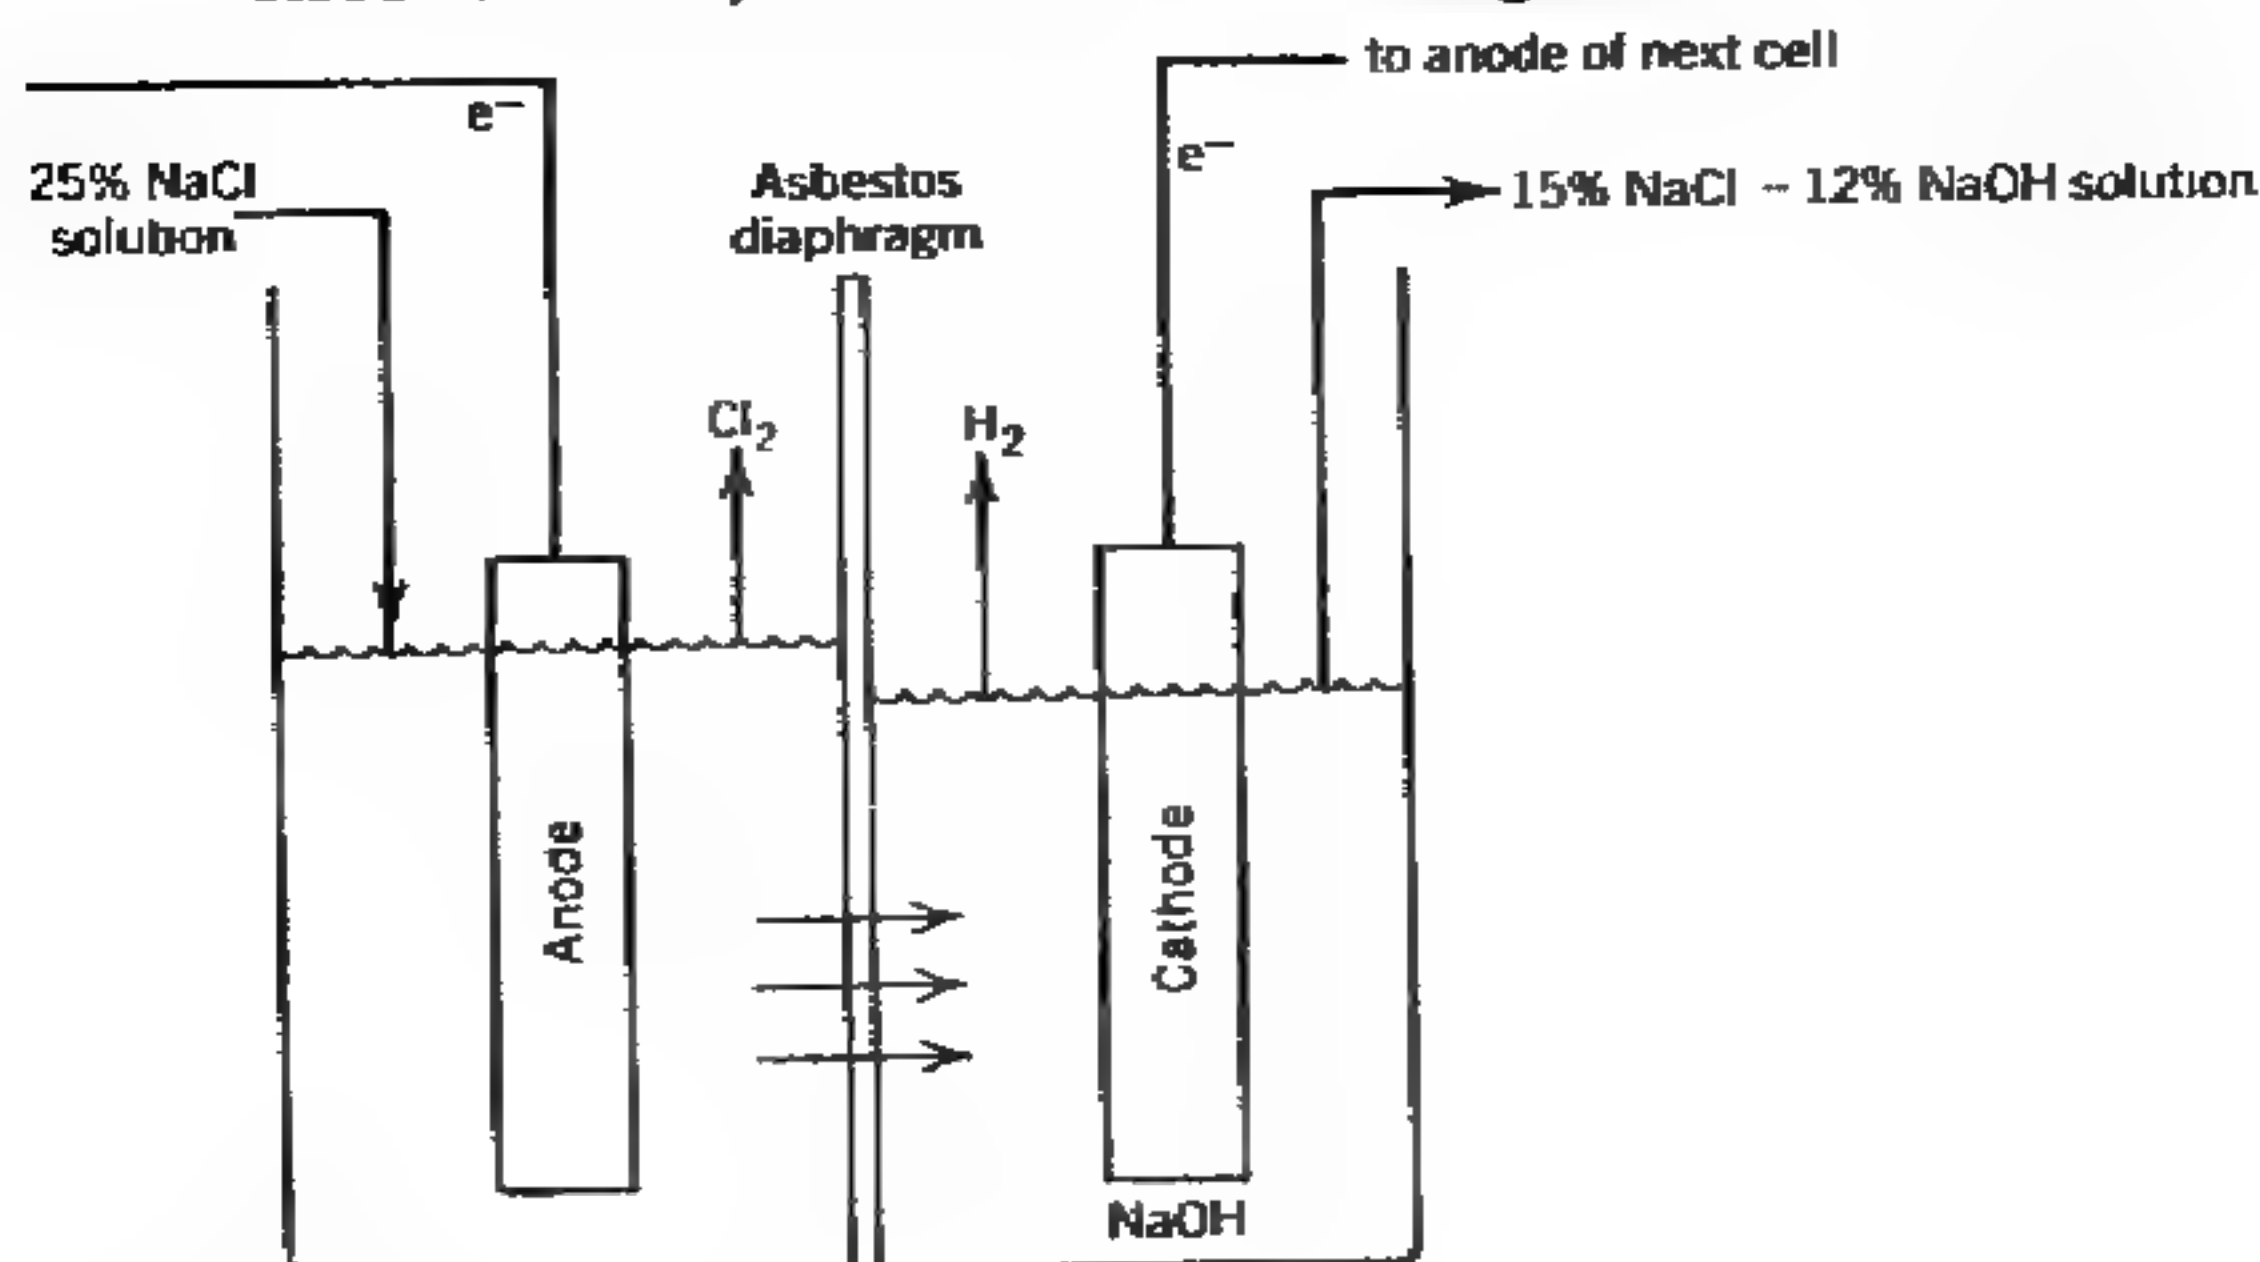 to anode of next cell
e⁻
e⁻
25% NaCl
solution
Asbestos
diaphragm
15% NaCl - 12% NaOH solution
Cl₂
H₂
Anode
Cathode
NaOH